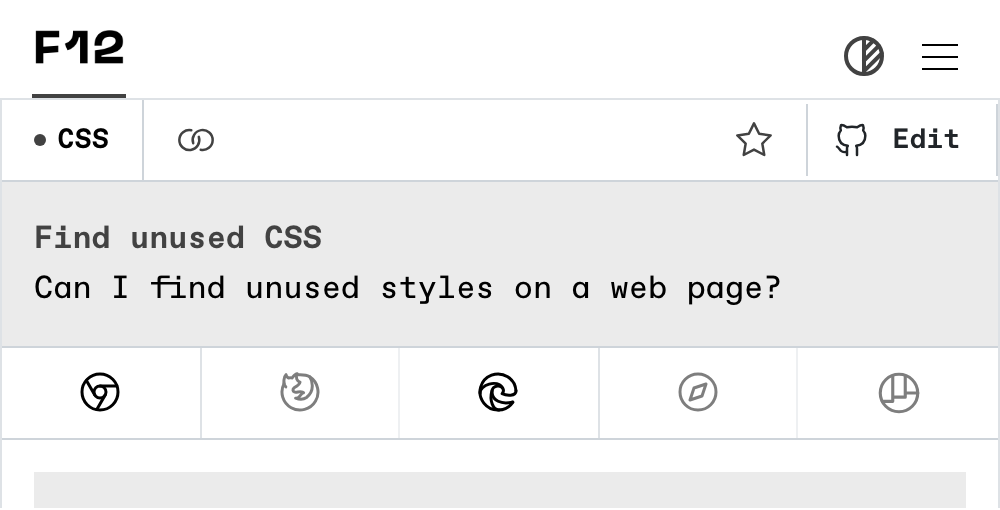 F12
CSS
Edit
Find unused CSS
Can I find unused styles on a web page?